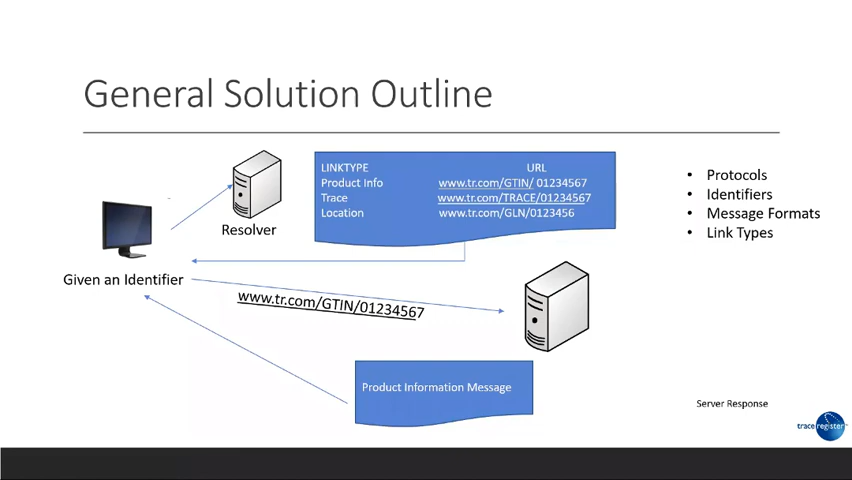 General Solution Outline
LINKTYPE URL
Product Info www.tr.com/GTIN/ 01234567
Trace www.tr.com/TRACE/01234567
Location www.tr.com/GLN/0123456
Resolver
Given an Identifier
www.tr.com/GTIN/01234567
Product Information Message
• Protocols
• Identifiers
• Message Formats
• Link Types
Server Response
trace register